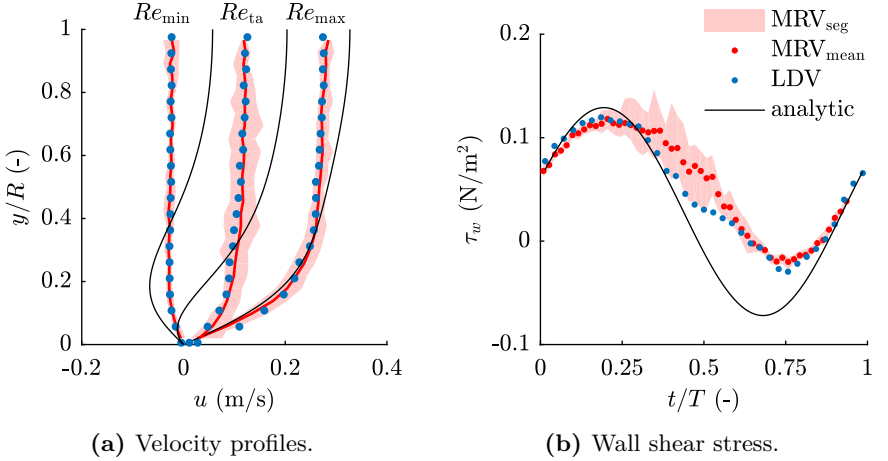 Re_min Re_ta Re_max
1
0.8
0.6
0.4
0.2
0
y/R (-)
-0.2 0 0.2 0.4
u (m/s)
(a) Velocity profiles.
MRV_seg
MRV_mean
LDV
analytic
0.2
0.1
0
-0.1
τ_w (N/m²)
0 0.25 0.5 0.75 1
t/T (-)
(b) Wall shear stress.